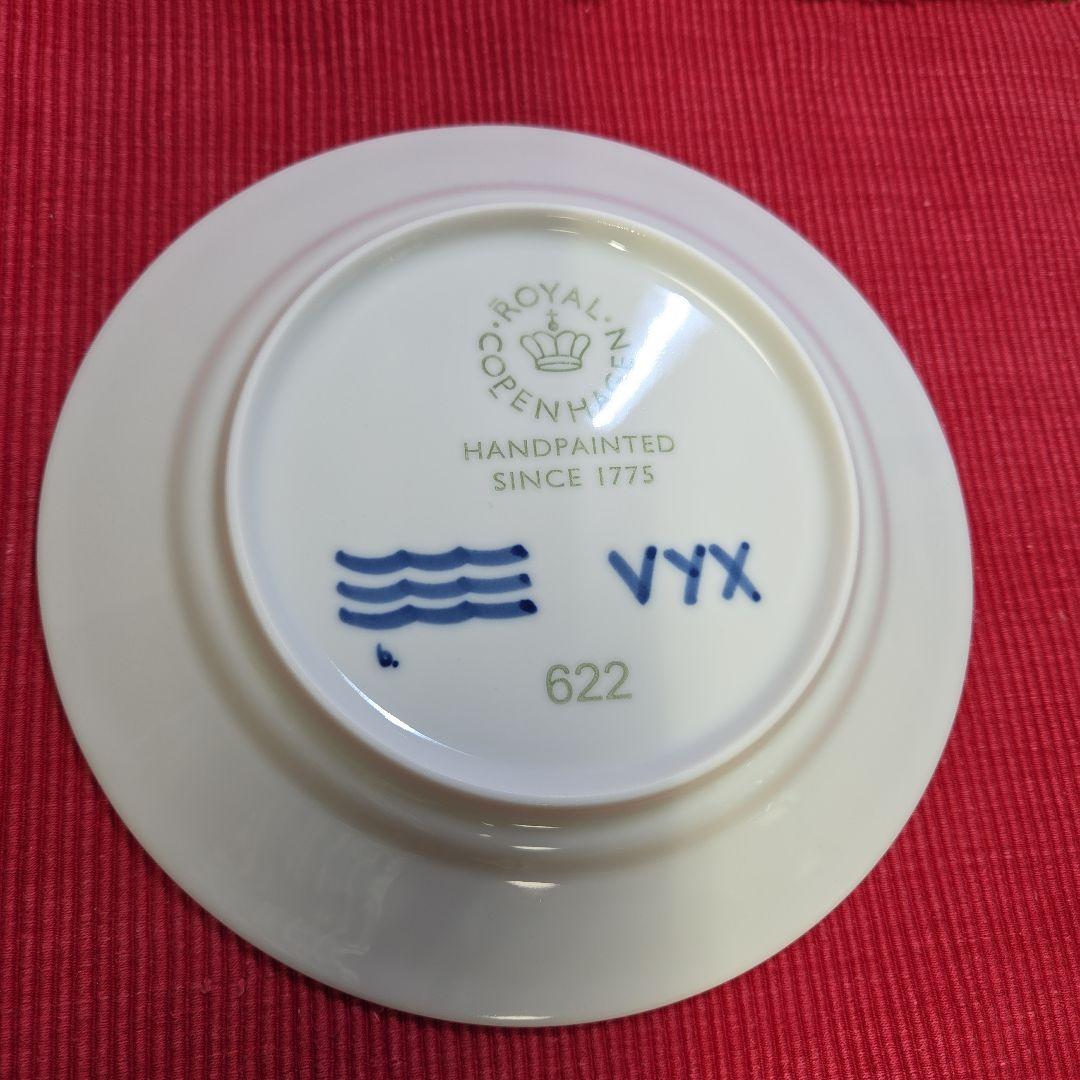 ROYAL COPENHAGEN
HANDPAINTED
SINCE 1775
VYX
b.
622